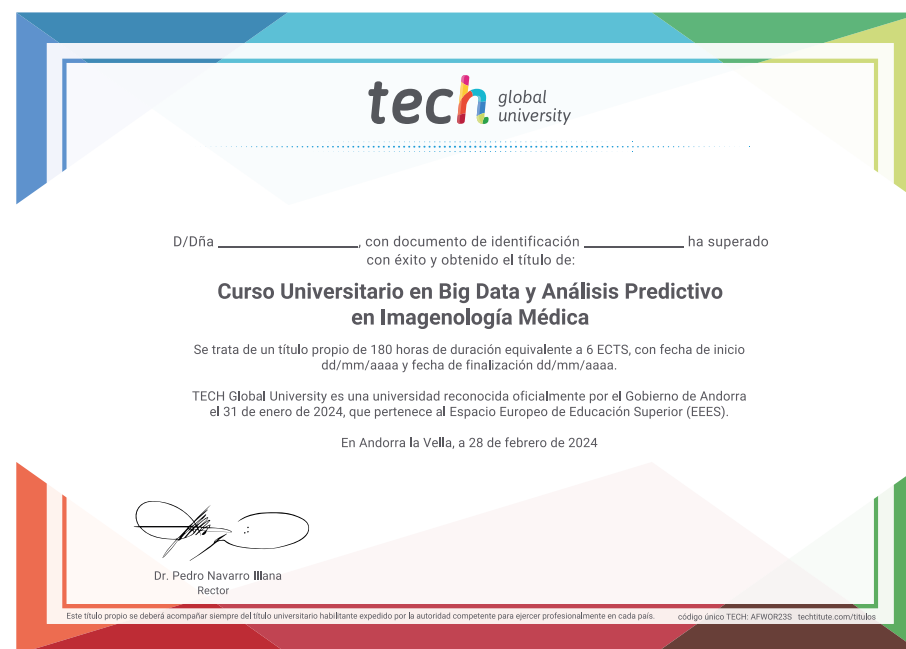 tech global university
D/Dña , con documento de identificación ha superado
con éxito y obtenido el título de:
Curso Universitario en Big Data y Análisis Predictivo
en Imagenología Médica
Se trata de un título propio de 180 horas de duración equivalente a 6 ECTS, con fecha de inicio
dd/mm/aaaa y fecha de finalización dd/mm/aaaa.
TECH Global University es una universidad reconocida oficialmente por el Gobierno de Andorra
el 31 de enero de 2024, que pertenece al Espacio Europeo de Educación Superior (EEES).
En Andorra la Vella, a 28 de febrero de 2024
Dr. Pedro Navarro Illana
Rector
Este título propio se deberá acompañar siempre del título universitario habilitante expedido por la autoridad competente para ejercer profesionalmente en cada país. código único TECH: AFWOR23S techtitute.com/titulos